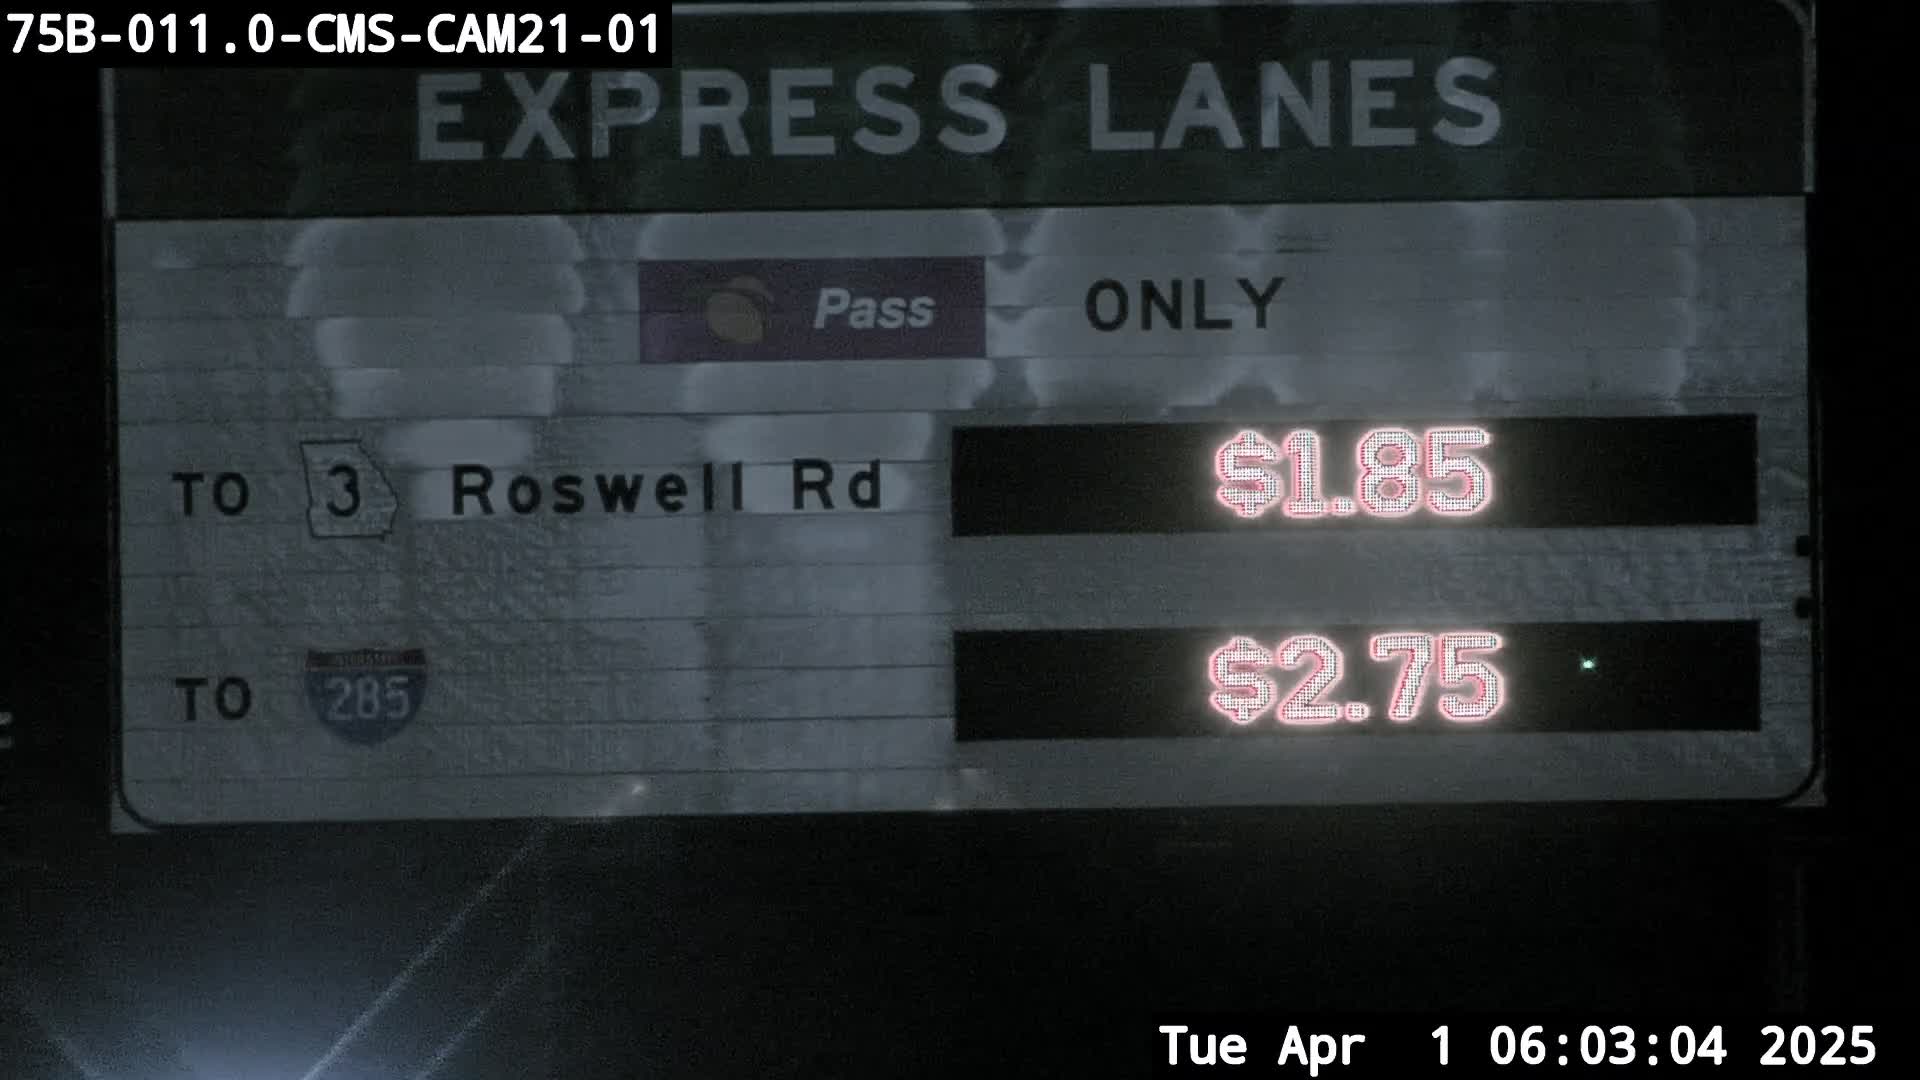 75B-011.0-CMS-CAM21-01
EXPRESS LANES
Pass ONLY
TO 3 Roswell Rd $1.85
INTERSTATE
TO 285 $2.75
Tue Apr 1 06:03:04 2025